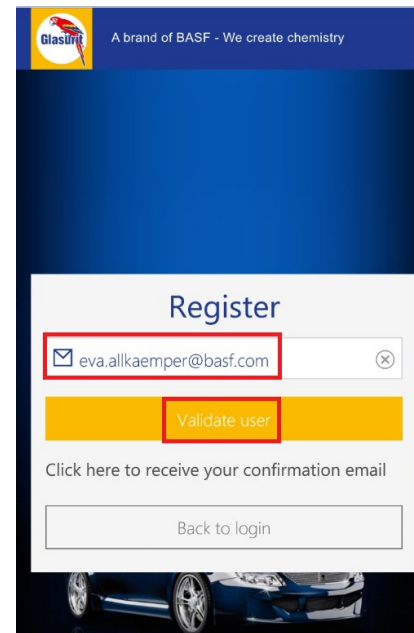 Glasurit
A brand of BASF - We create chemistry
Register
eva.allkaemper@basf.com
Validate user
Click here to receive your confirmation email
Back to login